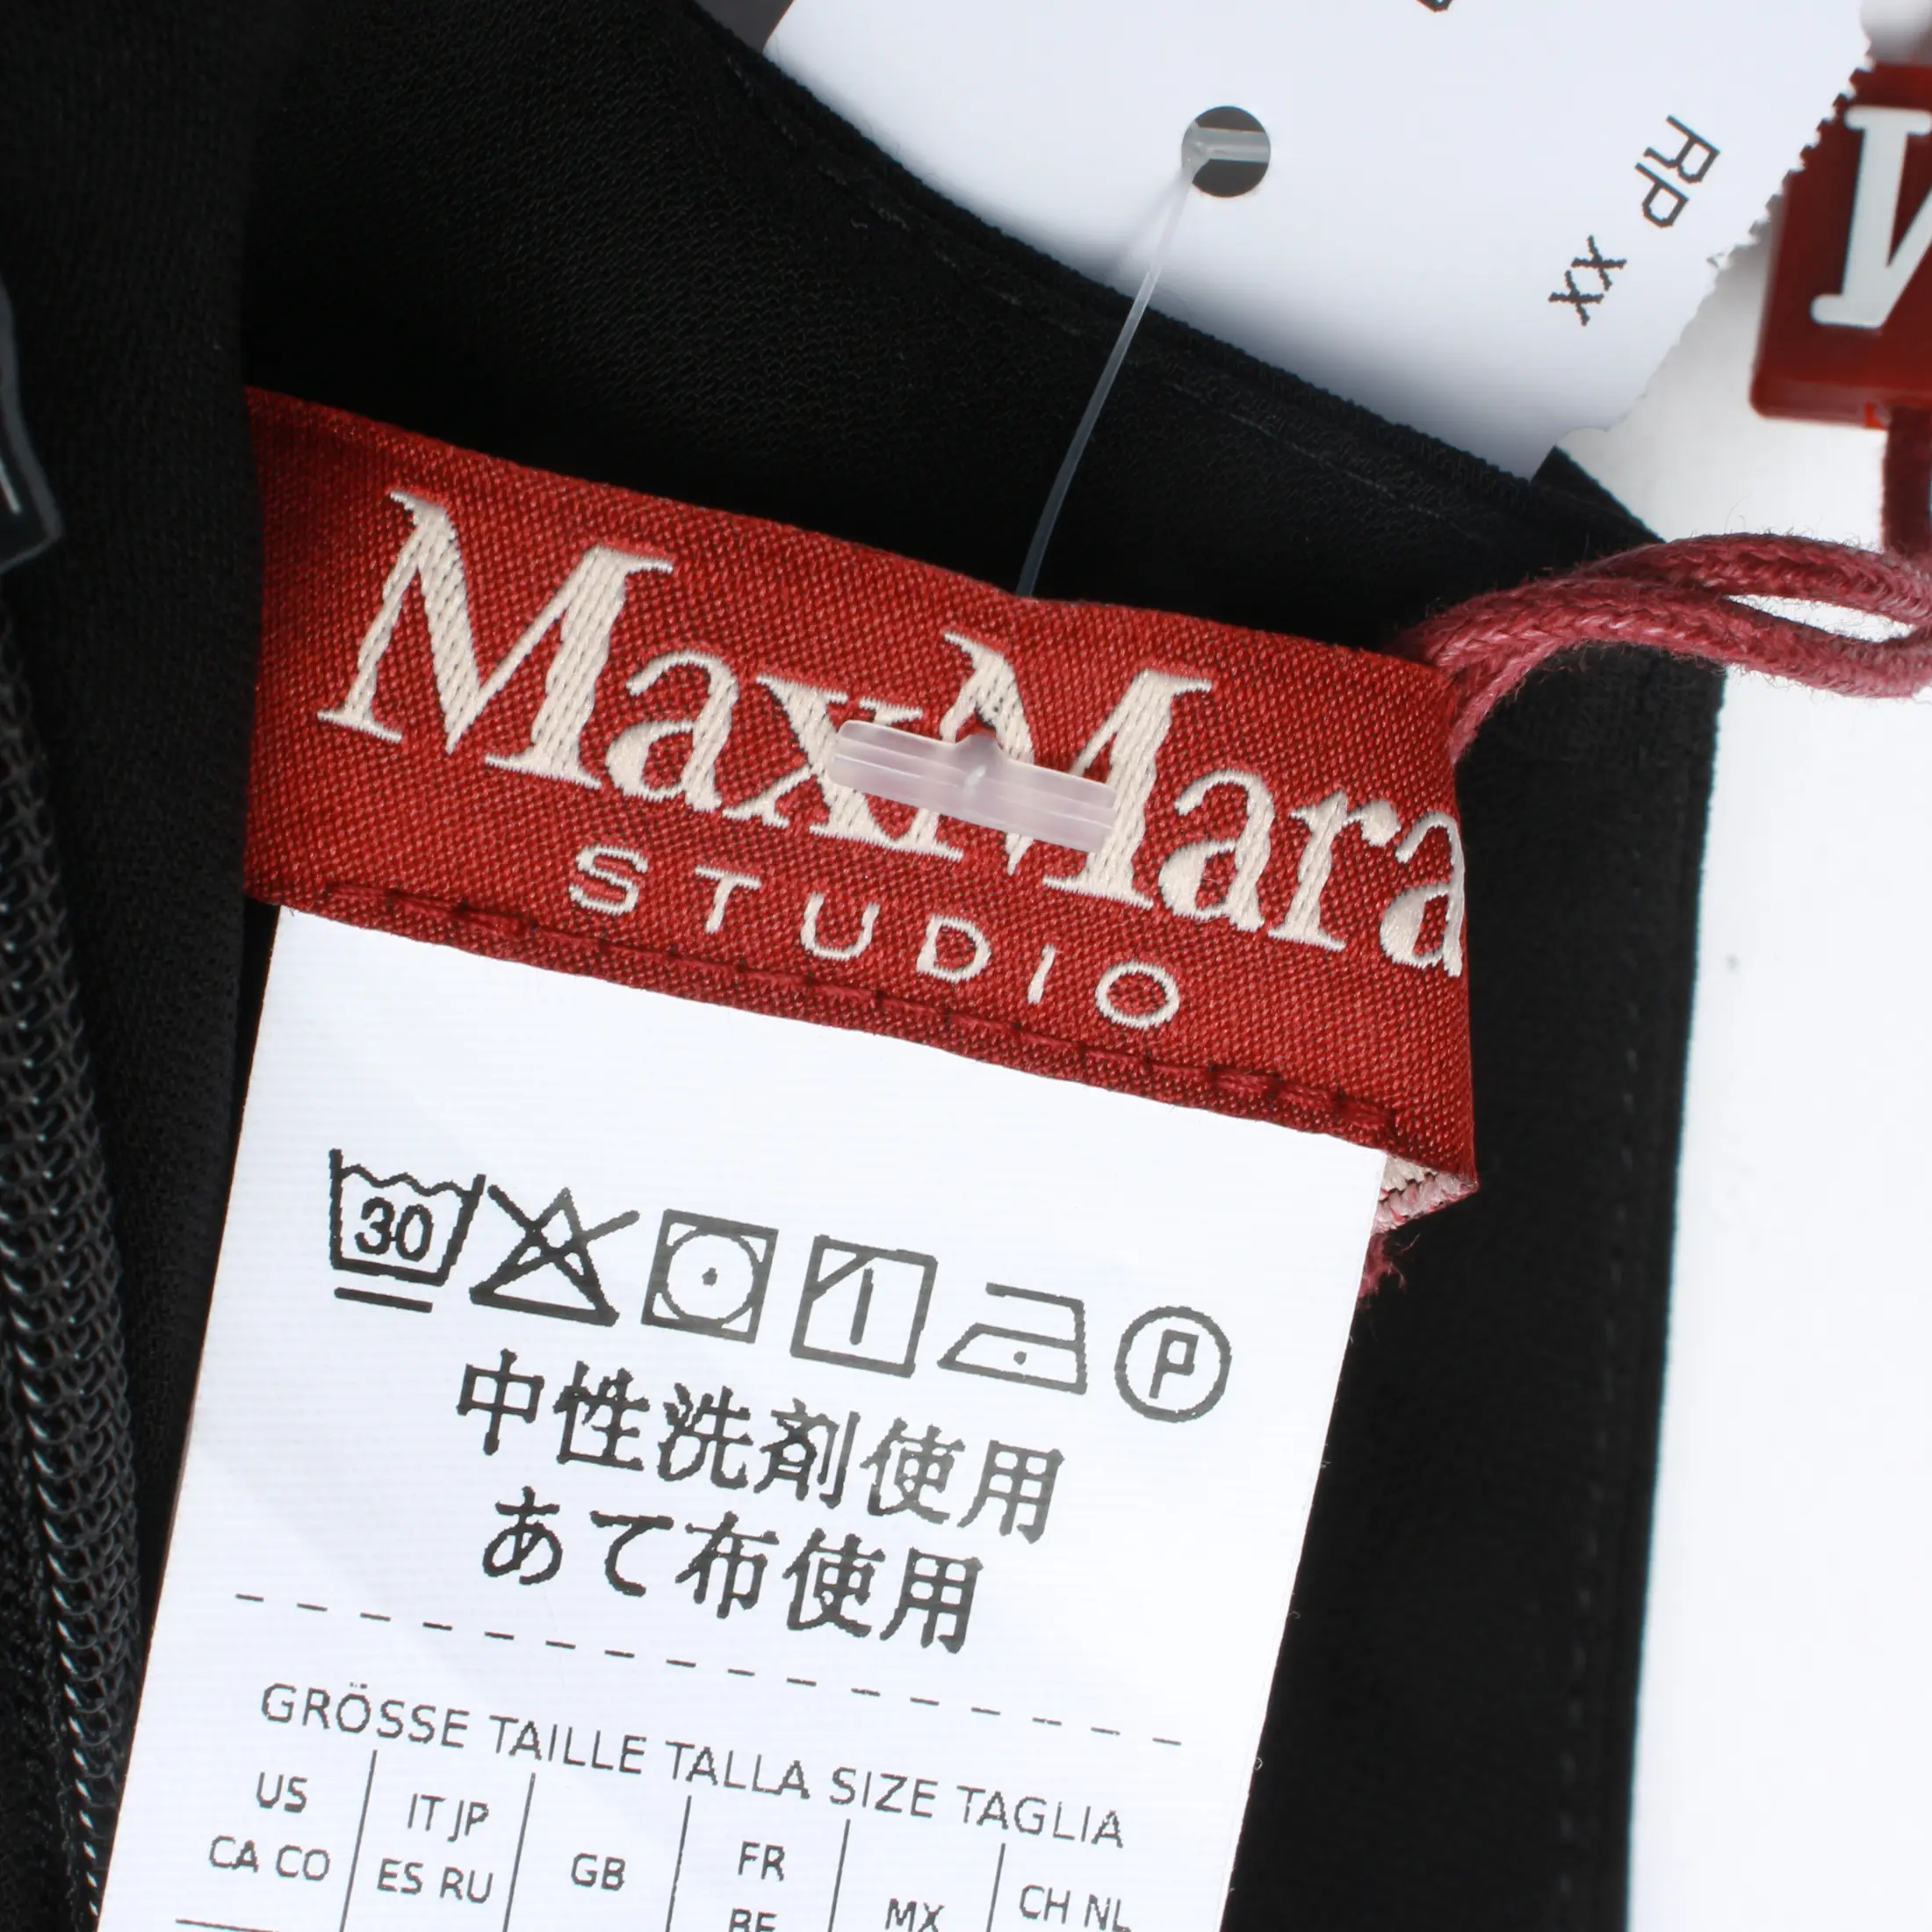 RP XX
MaxMara
STUDIO
30
P
中性洗剤使用
あて布使用
GRÖSSE TAILLE TALLA SIZE TAGLIA
US
CA CO
IT JP
ES RU
GB
FR
BE
MX
CH NL